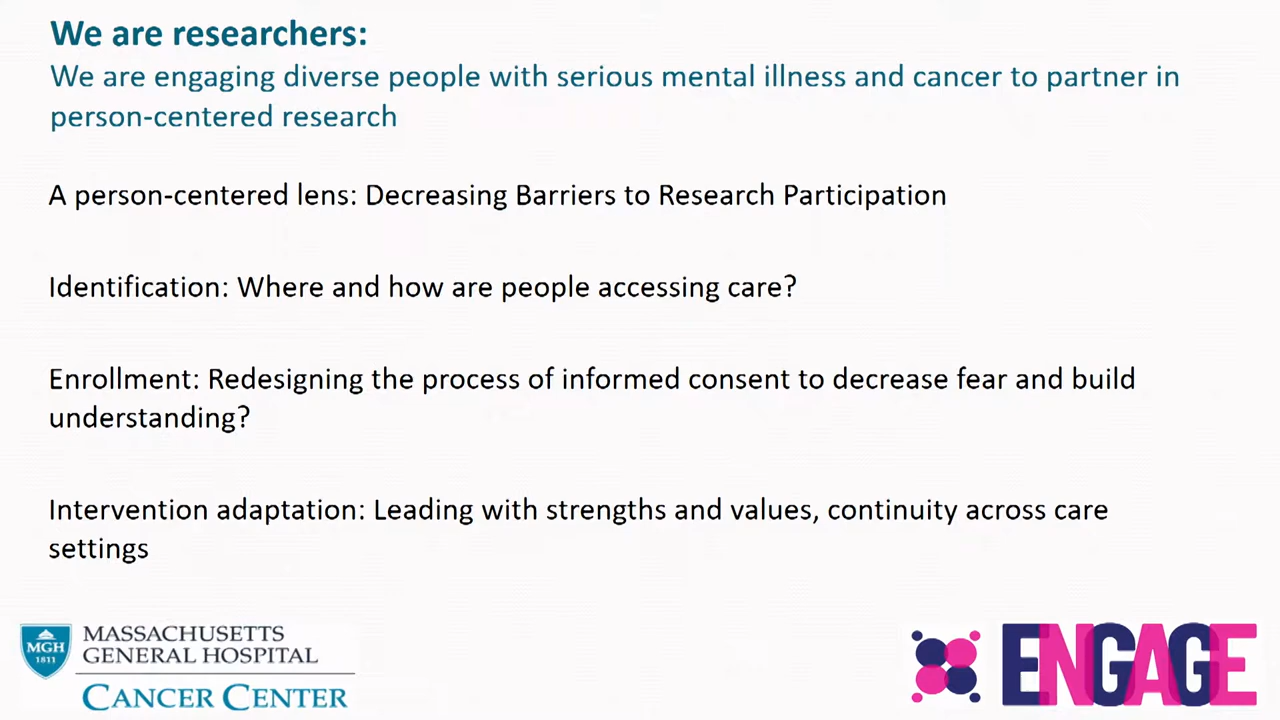 We are researchers:
We are engaging diverse people with serious mental illness and cancer to partner in
person-centered research
A person-centered lens: Decreasing Barriers to Research Participation
Identification: Where and how are people accessing care?
Enrollment: Redesigning the process of informed consent to decrease fear and build
understanding?
Intervention adaptation: Leading with strengths and values, continuity across care
settings
MGH
1811
MASSACHUSETTS
GENERAL HOSPITAL
CANCER CENTER
ENGAGE